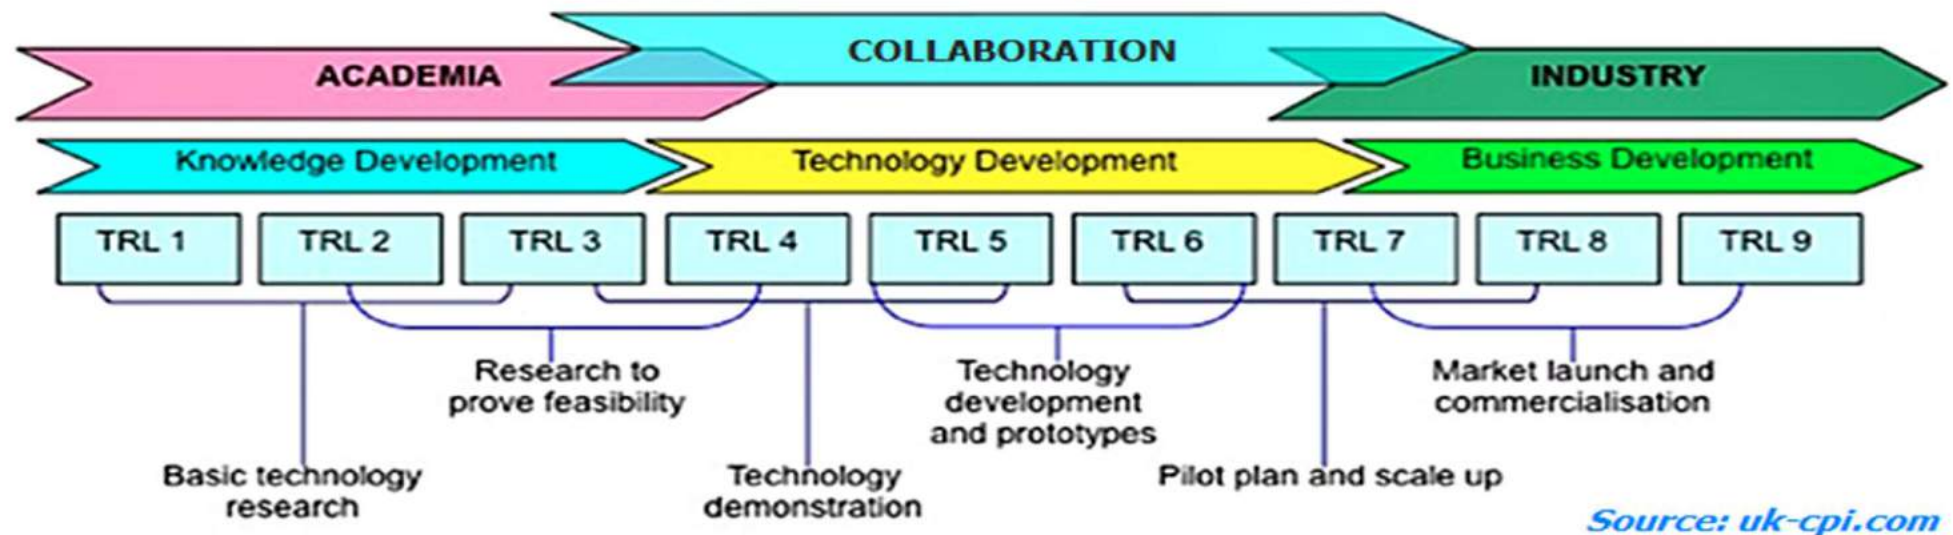 COLLABORATION
ACADEMIA
INDUSTRY
Knowledge Development
Technology Development
Business Development
TRL 1
TRL 2
TRL 3
TRL 4
TRL 5
TRL 6
TRL 7
TRL 8
TRL 9
Research to
prove feasibility
Technology
development
and prototypes
Market launch and
commercialisation
Basic technology
research
Technology
demonstration
Pilot plan and scale up
Source: uk-cpi.com